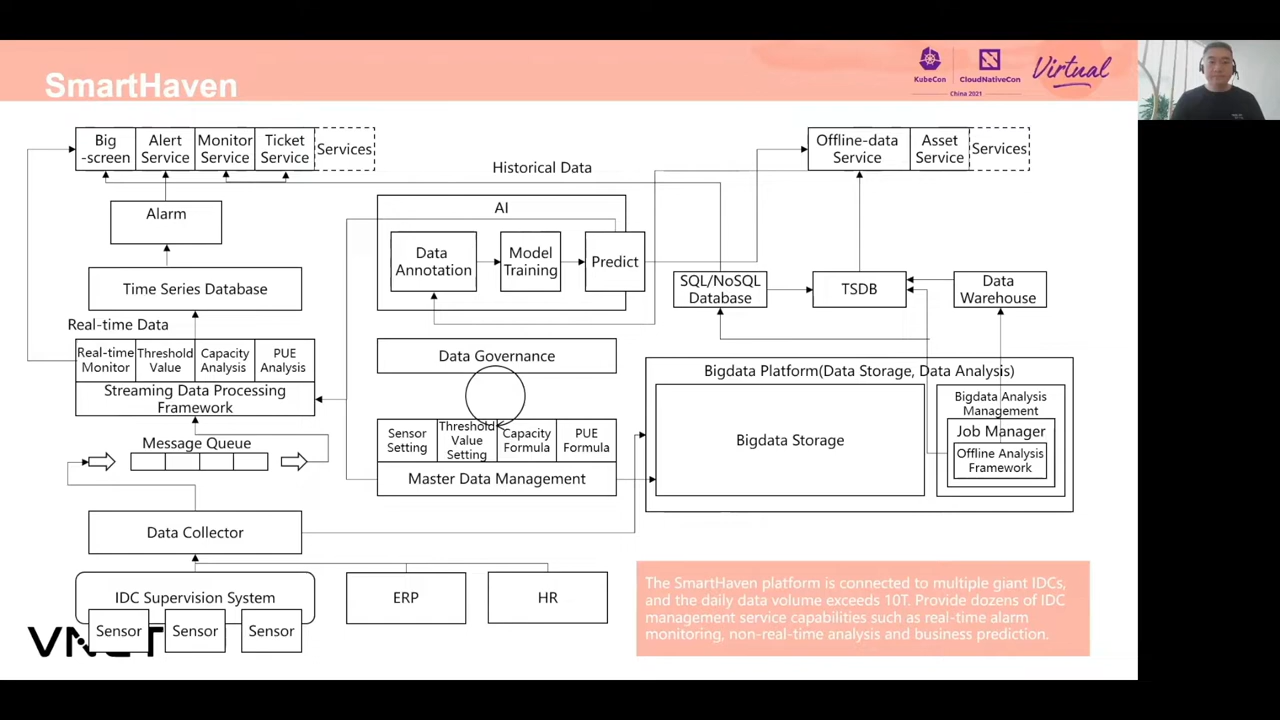 SmartHaven
KubeCon
CloudNativeCon
China 2021
Virtual
Big
-screen
Alert
Service
Monitor
Service
Ticket
Service
Services
Offline-data
Service
Asset
Service
Services
Historical Data
Alarm
AI
Data
Annotation
Model
Training
Predict
Time Series Database
SQL/NoSQL
Database
TSDB
Data
Warehouse
Real-time Data
Real-time
Monitor
Threshold
Value
Capacity
Analysis
PUE
Analysis
Streaming Data Processing
Framework
Data Governance
Bigdata Platform(Data Storage, Data Analysis)
Bigdata Storage
Bigdata Analysis
Management
Job Manager
Offline Analysis
Framework
Message Queue
Sensor
Setting
Threshold
Value
Setting
Capacity
Formula
PUE
Formula
Master Data Management
Data Collector
IDC Supervision System
Sensor
Sensor
Sensor
ERP
HR
The SmartHaven platform is connected to multiple giant IDCs,
and the daily data volume exceeds 10T. Provide dozens of IDC
management service capabilities such as real-time alarm
monitoring, non-real-time analysis and business prediction.